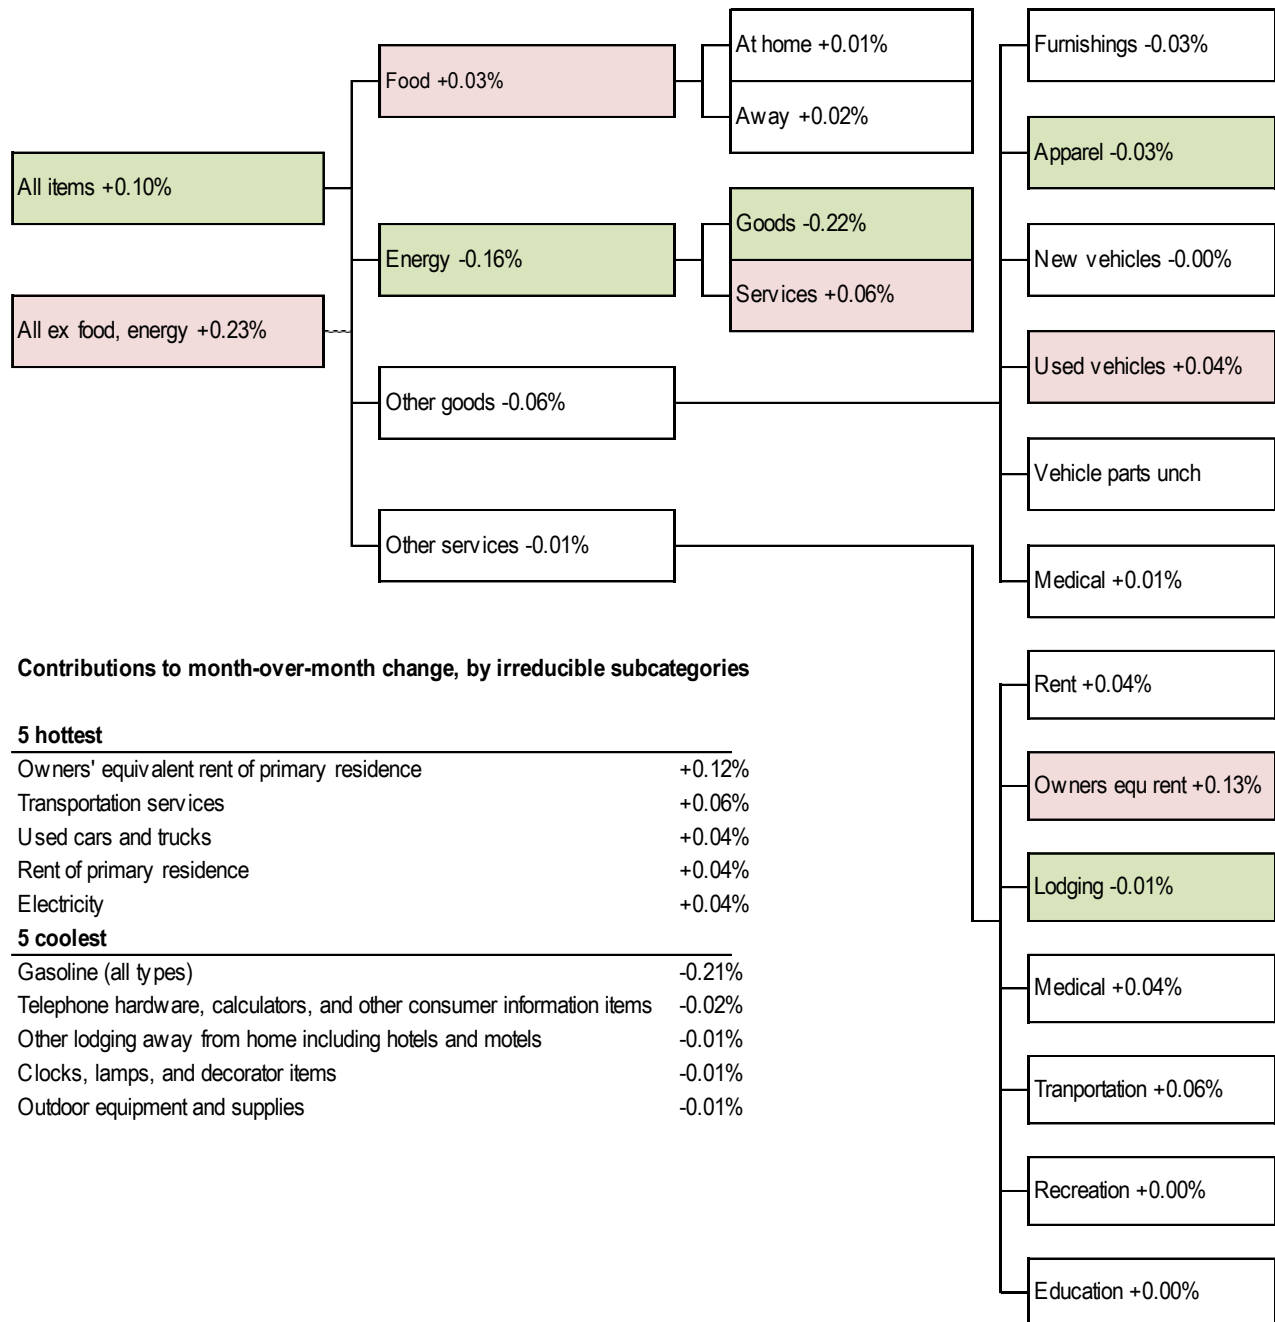 All items +0.10%
All ex food, energy +0.23%
Food +0.03%
Energy -0.16%
Other goods -0.06%
Other services -0.01%
At home +0.01%
Away +0.02%
Goods -0.22%
Services +0.06%
Furnishings -0.03%
Apparel -0.03%
New vehicles -0.00%
Used vehicles +0.04%
Vehicle parts unch
Medical +0.01%
Rent +0.04%
Owners equ rent +0.13%
Lodging -0.01%
Medical +0.04%
Tranportation +0.06%
Recreation +0.00%
Education +0.00%
Contributions to month-over-month change, by irreducible subcategories
5 hottest
Owners' equivalent rent of primary residence +0.12%
Transportation services +0.06%
Used cars and trucks +0.04%
Rent of primary residence +0.04%
Electricity +0.04%
5 coolest
Gasoline (all types) -0.21%
Telephone hardware, calculators, and other consumer information items -0.02%
Other lodging away from home including hotels and motels -0.01%
Clocks, lamps, and decorator items -0.01%
Outdoor equipment and supplies -0.01%